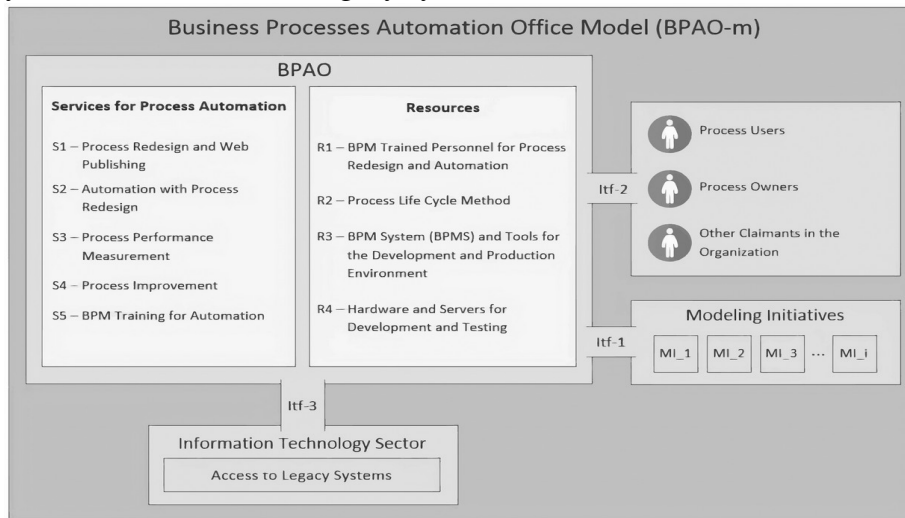 Business Processes Automation Office Model (BPAO-m)
BPAO
Services for Process Automation
S1 – Process Redesign and Web
Publishing
S2 – Automation with Process
Redesign
S3 – Process Performance
Measurement
S4 – Process Improvement
S5 – BPM Training for Automation
Resources
R1 – BPM Trained Personnel for Process
Redesign and Automation
R2 – Process Life Cycle Method
R3 – BPM System (BPMS) and Tools for
the Development and Production
Environment
R4 – Hardware and Servers for
Development and Testing
Itf-2
Process Users
Process Owners
Other Claimants in the
Organization
Itf-1
Modeling Initiatives
MI_1 MI_2 MI_3 ... MI_i
Itf-3
Information Technology Sector
Access to Legacy Systems